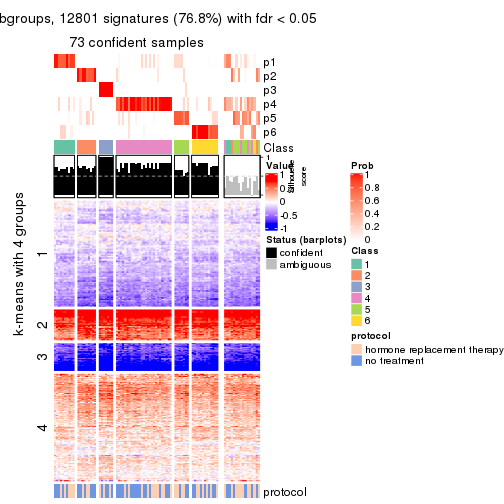 bgroups, 12801 signatures (76.8%) with fdr < 0.05
73 confident samples
p1
p2
p3
p4
p5
p6
Class
1
Silhouette
score
k-means with 4 groups
1
2
3
4
Value
1
0.5
0
-0.5
-1
Status (barplots)
confident
ambiguous
Prob
1
0.8
0.6
0.4
0.2
0
Class
1
2
3
4
5
6
protocol
hormone replacement therapy
no treatment
protocol